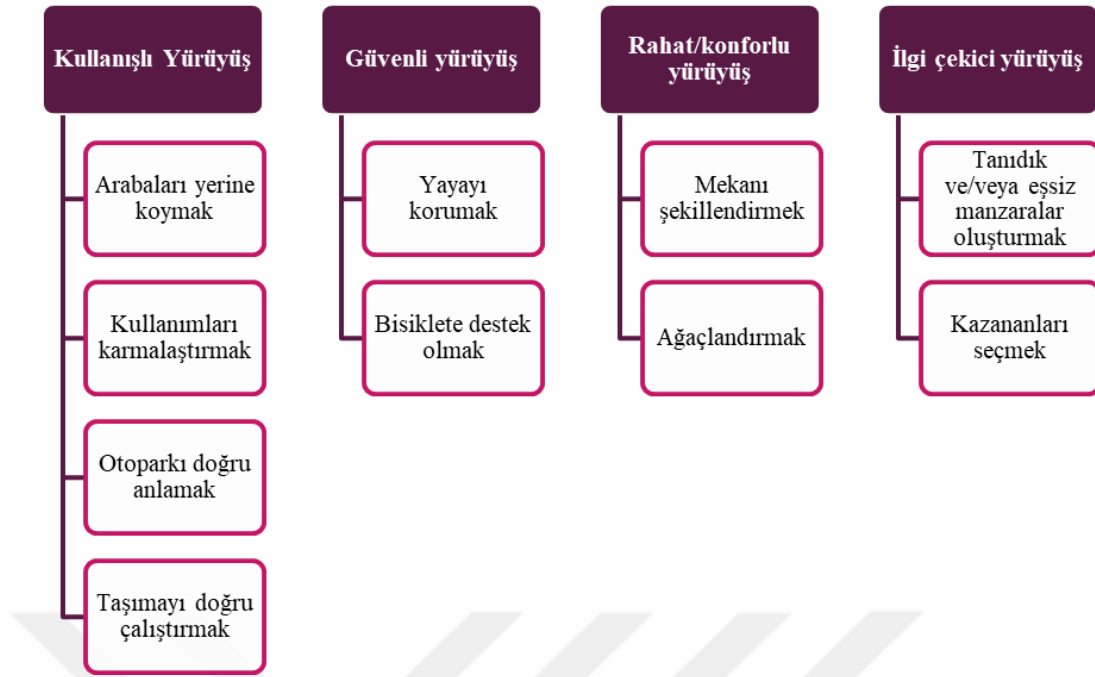 Kullanışlı Yürüyüş
Arabaları yerine
koymak
Kullanımları
karmalaştırmak
Otoparkı doğru
anlamak
Taşımayı doğru
çalıştırmak
Güvenli yürüyüş
Yayayı
korumak
Bisiklete destek
olmak
Rahat/konforlu
yürüyüş
Mekanı
şekillendirmek
Ağaçlandırmak
İlgi çekici yürüyüş
Tanıdık
ve/veya eşsiz
manzaralar
oluşturmak
Kazananları
seçmek